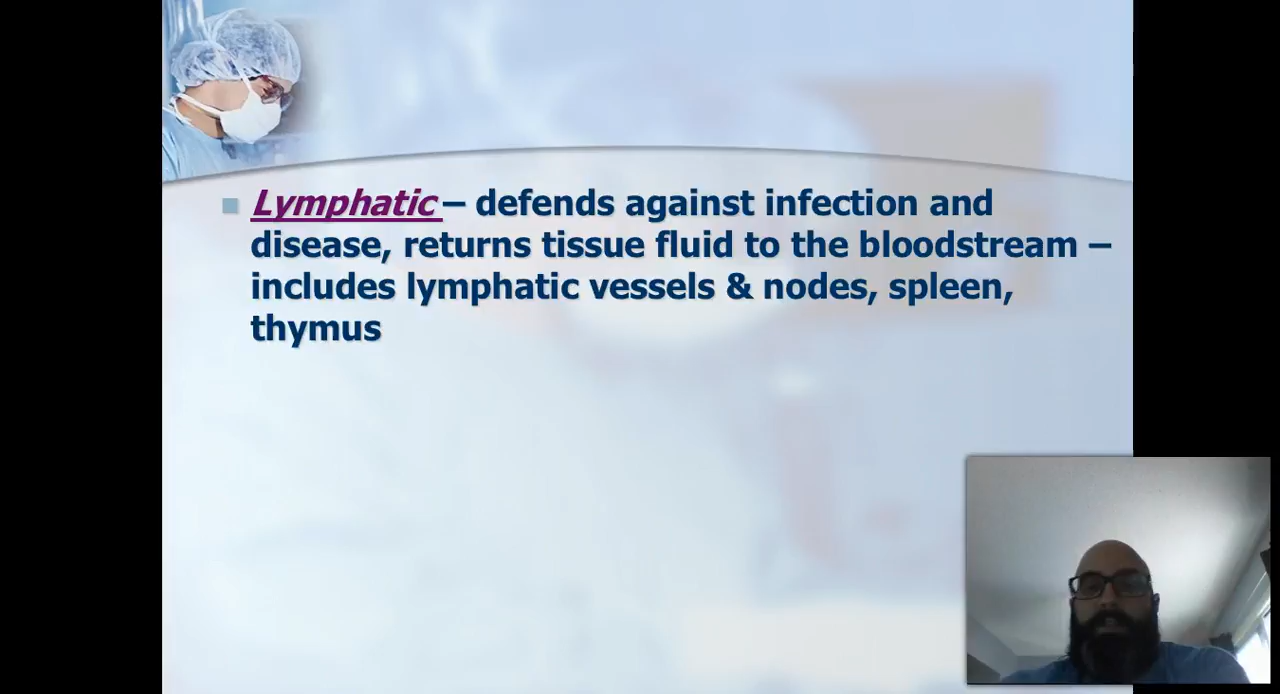 Lymphatic – defends against infection and
disease, returns tissue fluid to the bloodstream –
includes lymphatic vessels & nodes, spleen,
thymus